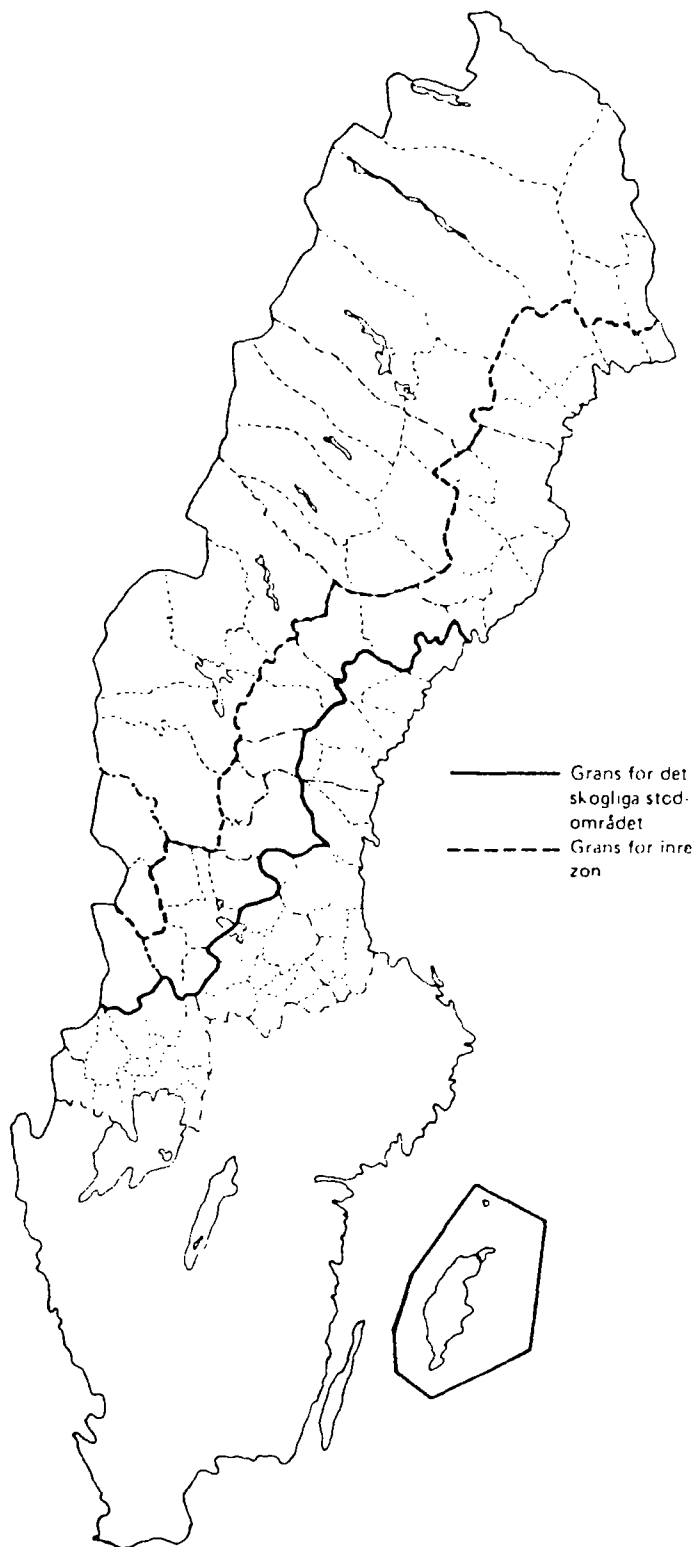 Grans for det
skogliga stod-
området
Grans for inre
zon